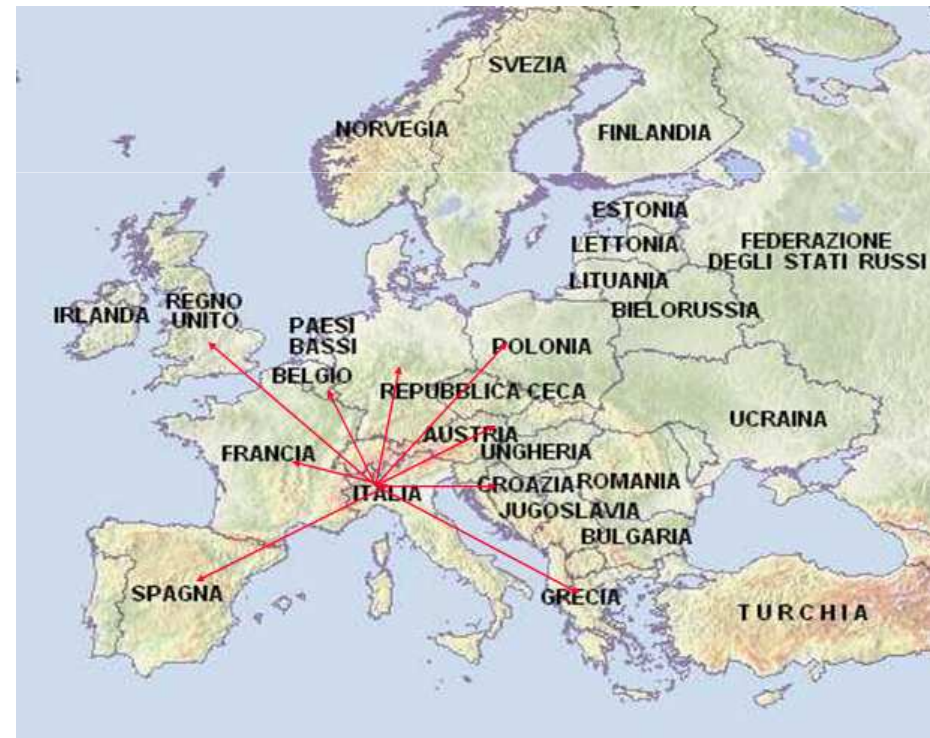 SVEZIA
NORVEGIA
FINLANDIA
ESTONIA
LETTONIA
FEDERAZIONE
DEGLI STATI RUSSI
LITUANIA
BIELORUSSIA
IRLANDA
REGNO
UNITO
PAESI
BASSI
POLONIA
BELGIO
REPUBBLICA CECA
UCRAINA
AUSTRIA
FRANCIA
UNGHERIA
ITALIA
CROAZIA
ROMANIA
JUGOSLAVIA
BULGARIA
SPAGNA
GRECIA
TURCHIA